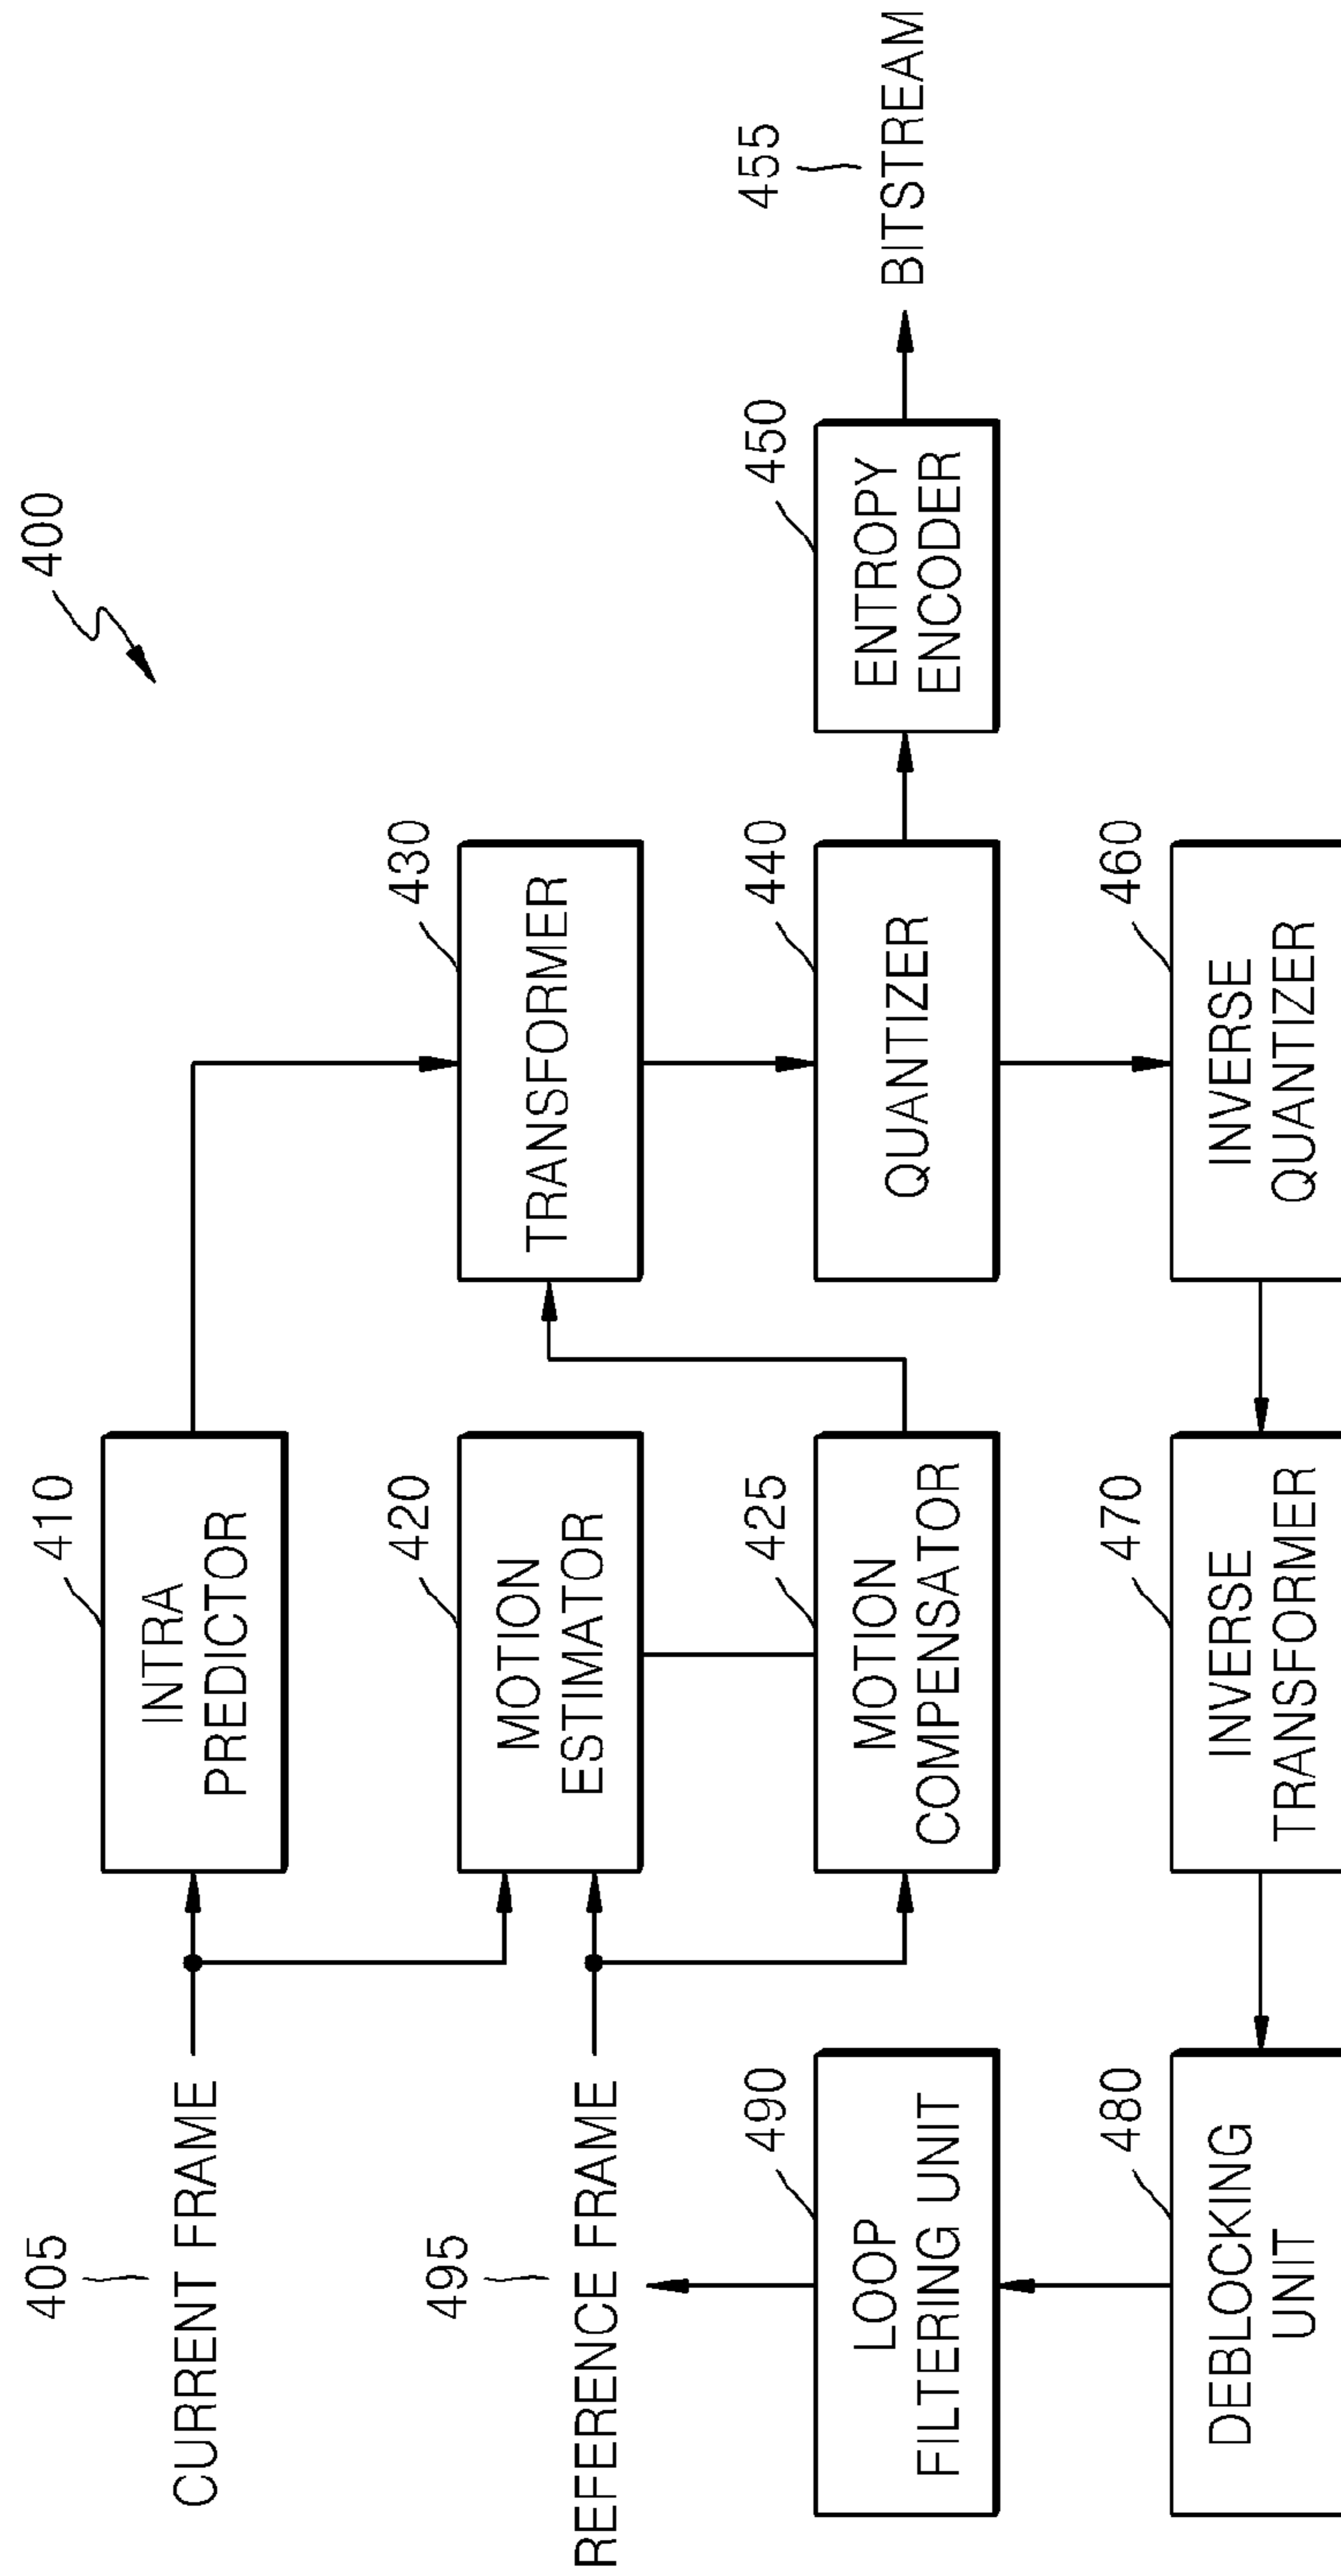 400
405
CURRENT FRAME
410
INTRA
PREDICTOR
495
REFERENCE FRAME
420
MOTION
ESTIMATOR
430
TRANSFORMER
490
LOOP
FILTERING UNIT
425
MOTION
COMPENSATOR
440
QUANTIZER
450
ENTROPY
ENCODER
455
BITSTREAM
480
DEBLOCKING
UNIT
470
INVERSE
TRANSFORMER
460
INVERSE
QUANTIZER